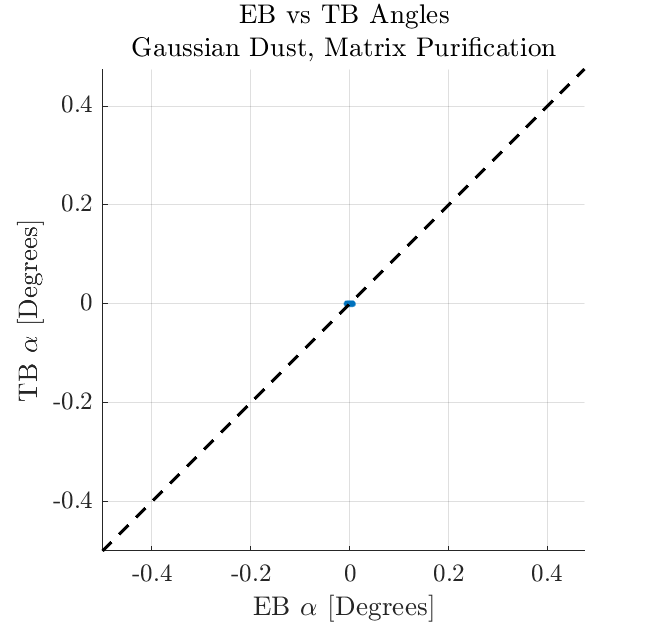 EB vs TB Angles
Gaussian Dust, Matrix Purification
0.4
0.2
0
-0.2
-0.4
TB α [Degrees]
-0.4
-0.2
0
0.2
0.4
EB α [Degrees]